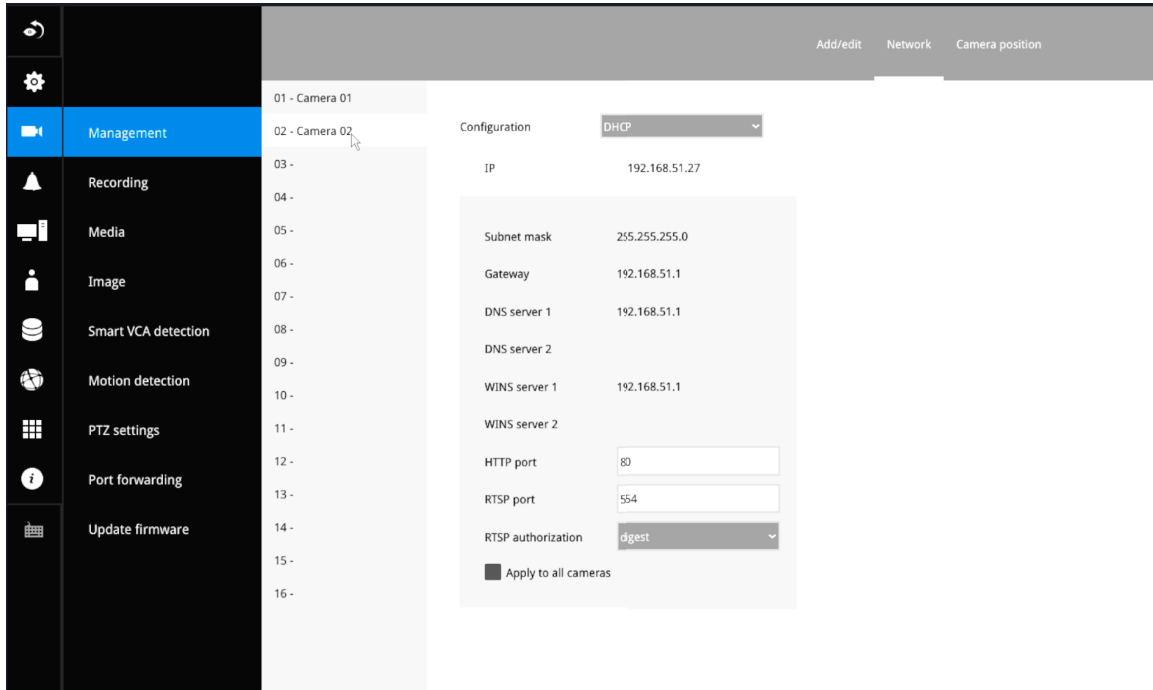 Add/edit Network Camera position
Management
Recording
Media
Image
Smart VCA detection
Motion detection
PTZ settings
Port forwarding
Update firmware
01 - Camera 01
02 - Camera 02
03 -
04 -
05 -
06 -
07 -
08 -
09 -
10 -
11 -
12 -
13 -
14 -
15 -
16 -
Configuration DHCP
IP 192.168.51.27
Subnet mask 255.255.255.0
Gateway 192.168.51.1
DNS server 1 192.168.51.1
DNS server 2
WINS server 1 192.168.51.1
WINS server 2
HTTP port 80
RTSP port 554
RTSP authorization digest
Apply to all cameras